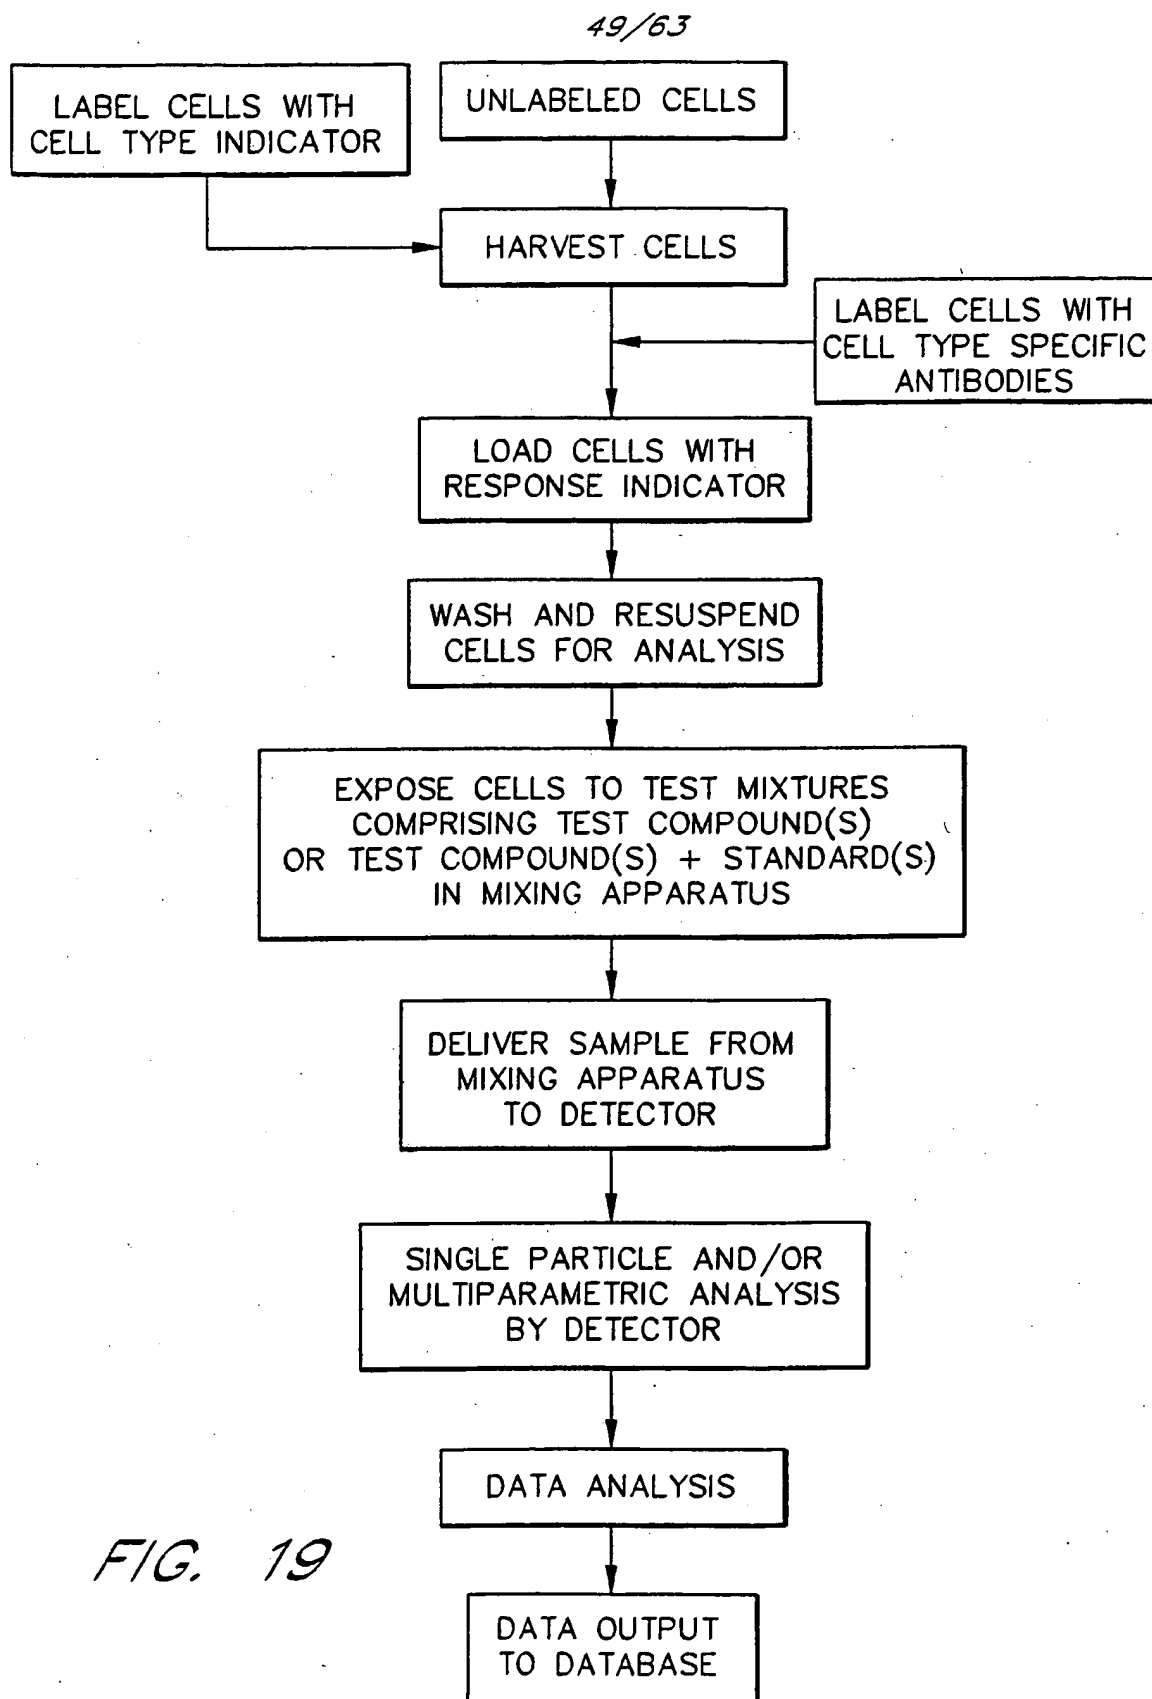 49/63
LABEL CELLS WITH
CELL TYPE INDICATOR
UNLABELED CELLS
HARVEST CELLS
LABEL CELLS WITH
CELL TYPE SPECIFIC
ANTIBODIES
LOAD CELLS WITH
RESPONSE INDICATOR
WASH AND RESUSPEND
CELLS FOR ANALYSIS
EXPOSE CELLS TO TEST MIXTURES
COMPRISING TEST COMPOUND(S)
OR TEST COMPOUND(S) + STANDARD(S)
IN MIXING APPARATUS
DELIVER SAMPLE FROM
MIXING APPARATUS
TO DETECTOR
SINGLE PARTICLE AND/OR
MULTIPARAMETRIC ANALYSIS
BY DETECTOR
DATA ANALYSIS
DATA OUTPUT
TO DATABASE
FIG. 19